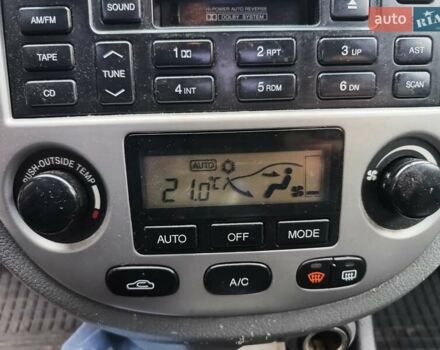 SOUND
HI-POWER AUTO REVERSE
DOLBY SYSTEM
AM/FM
TAPE
CD
TUNE
1
2 RPT
3 UP
AST
4 INT
5 RDM
6 DN
SCAN
auto RIA
PUSH-OUTSIDE TEMP
AUTO
21.0°C
AUTO
OFF
MODE
A/C